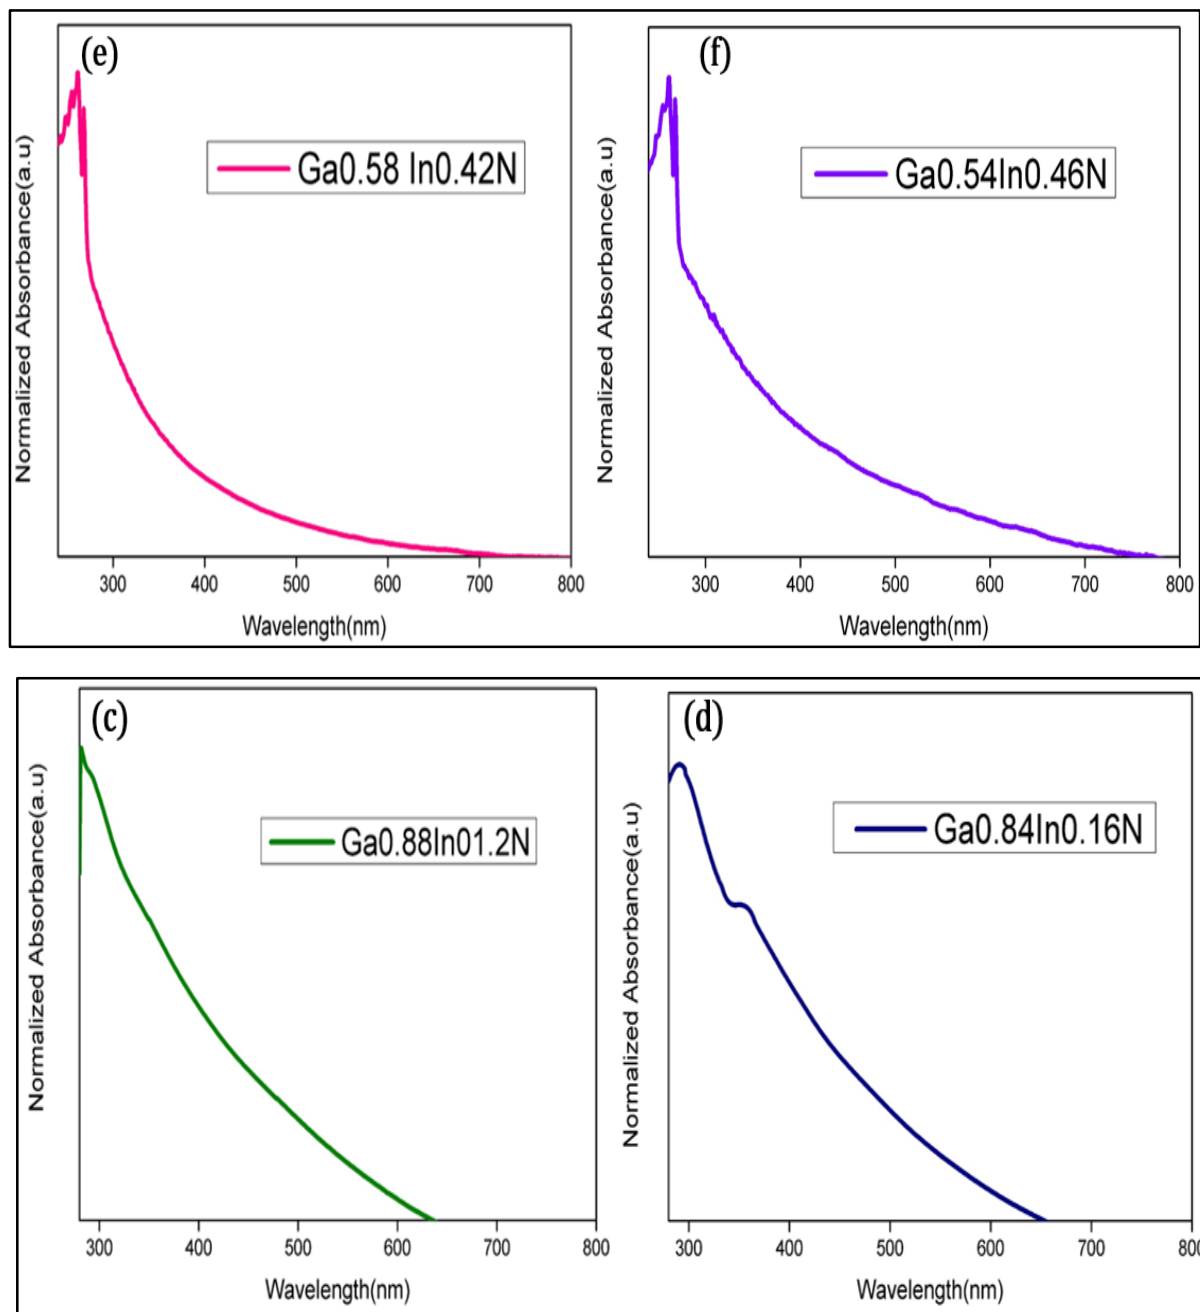 (e)
Ga0.58 In0.42N
Normalized Absorbance(a.u)
300 400 500 600 700 800
Wavelength(nm)
(f)
Ga0.54In0.46N
Normalized Absorbance(a.u)
300 400 500 600 700 800
Wavelength(nm)
(c)
Ga0.88In01.2N
Normalized Absorbance(a.u)
300 400 500 600 700 800
Wavelength(nm)
(d)
Ga0.84In0.16N
Normalized Absorbance(a.u)
300 400 500 600 700 800
Wavelength(nm)